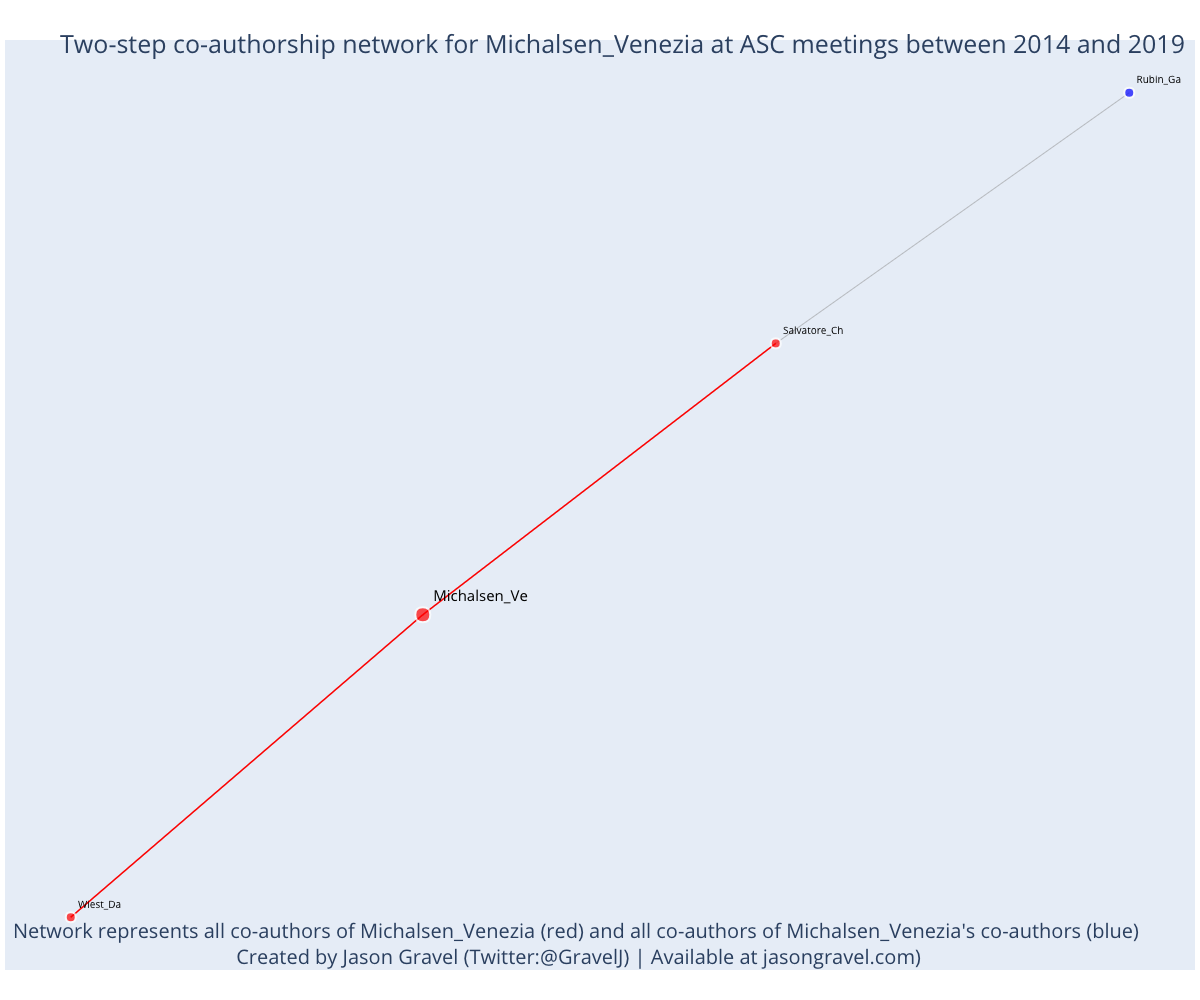 Two-step co-authorship network for Michalsen_Venezia at ASC meetings between 2014 and 2019
Rubin_Ga
Salvatore_Ch
Michalsen_Ve
Wiest_Da
Network represents all co-authors of Michalsen_Venezia (red) and all co-authors of Michalsen_Venezia's co-authors (blue)
Created by Jason Gravel (Twitter:@GravelJ) | Available at jasongravel.com)